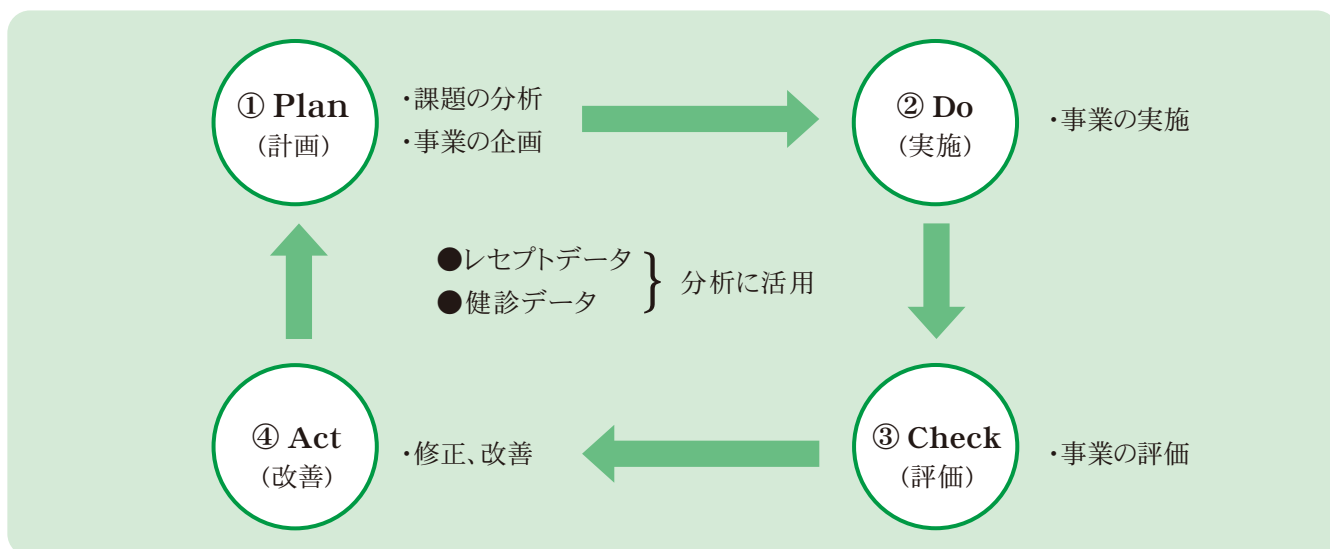 ① Plan
（計画）
・課題の分析
・事業の企画
② Do
（実施）
・事業の実施
●レセプトデータ
●健診データ
} 分析に活用
④ Act
（改善）
・修正、改善
③ Check
（評価）
・事業の評価